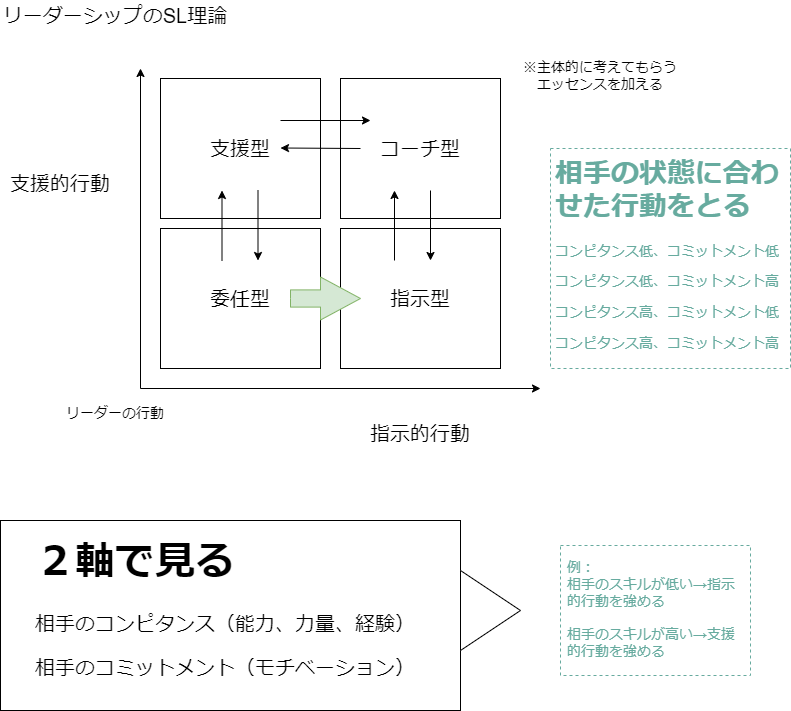 リーダーシップのSL理論
※主体的に考えてもらう
エッセンスを加える
支援的行動
支援型
コーチ型
委任型
指示型
リーダーの行動
指示的行動
相手の状態に合わ
せた行動をとる
コンピタンス低、コミットメント低
コンピタンス低、コミットメント高
コンピタンス高、コミットメント低
コンピタンス高、コミットメント高
２軸で見る
相手のコンピタンス（能力、力量、経験）
相手のコミットメント（モチベーション）
例：
相手のスキルが低い→指示
的行動を強める
相手のスキルが高い→支援
的行動を強める